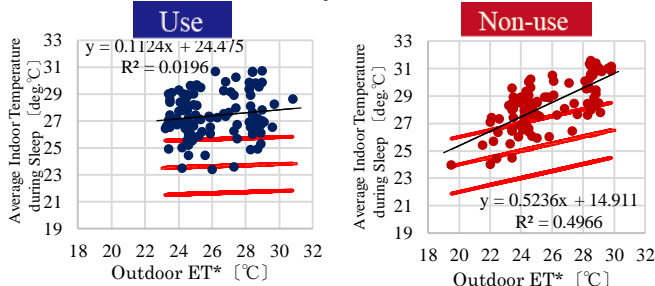 Use
y = 0.1124x + 24.475
R² = 0.0196
Average Indoor Temperature
during Sleep 〔deg.℃〕
33
31
29
27
25
23
21
19
18 20 22 24 26 28 30 32
Outdoor ET* 〔℃〕
Non-use
Average Indoor Temperature
during Sleep 〔deg.℃〕
33
31
29
27
25
23
21
19
y = 0.5236x + 14.911
R² = 0.4966
18 20 22 24 26 28 30 32
Outdoor ET* 〔℃〕